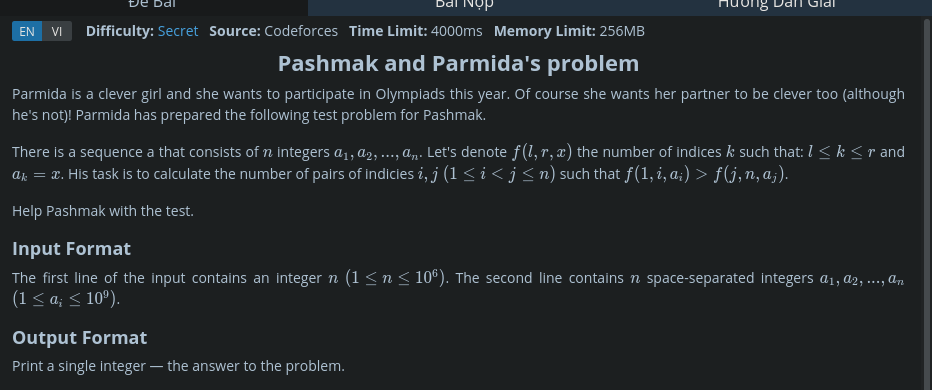 Đề Bài Bài Nộp Hướng Dẫn Giải
EN VI Difficulty: Secret Source: Codeforces Time Limit: 4000ms Memory Limit: 256MB
Pashmak and Parmida's problem
Parmida is a clever girl and she wants to participate in Olympiads this year. Of course she wants her partner to be clever too (although
he's not)! Parmida has prepared the following test problem for Pashmak.
There is a sequence a that consists of n integers a₁, a₂, ..., aₙ. Let's denote f(l, r, x) the number of indices k such that: l ≤ k ≤ r and
aₖ = x. His task is to calculate the number of pairs of indicies i, j (1 ≤ i < j ≤ n) such that f(1, i, aᵢ) > f(j, n, aⱼ).
Help Pashmak with the test.
Input Format
The first line of the input contains an integer n (1 ≤ n ≤ 10⁶). The second line contains n space-separated integers a₁, a₂, ..., aₙ
(1 ≤ aᵢ ≤ 10⁹).
Output Format
Print a single integer — the answer to the problem.